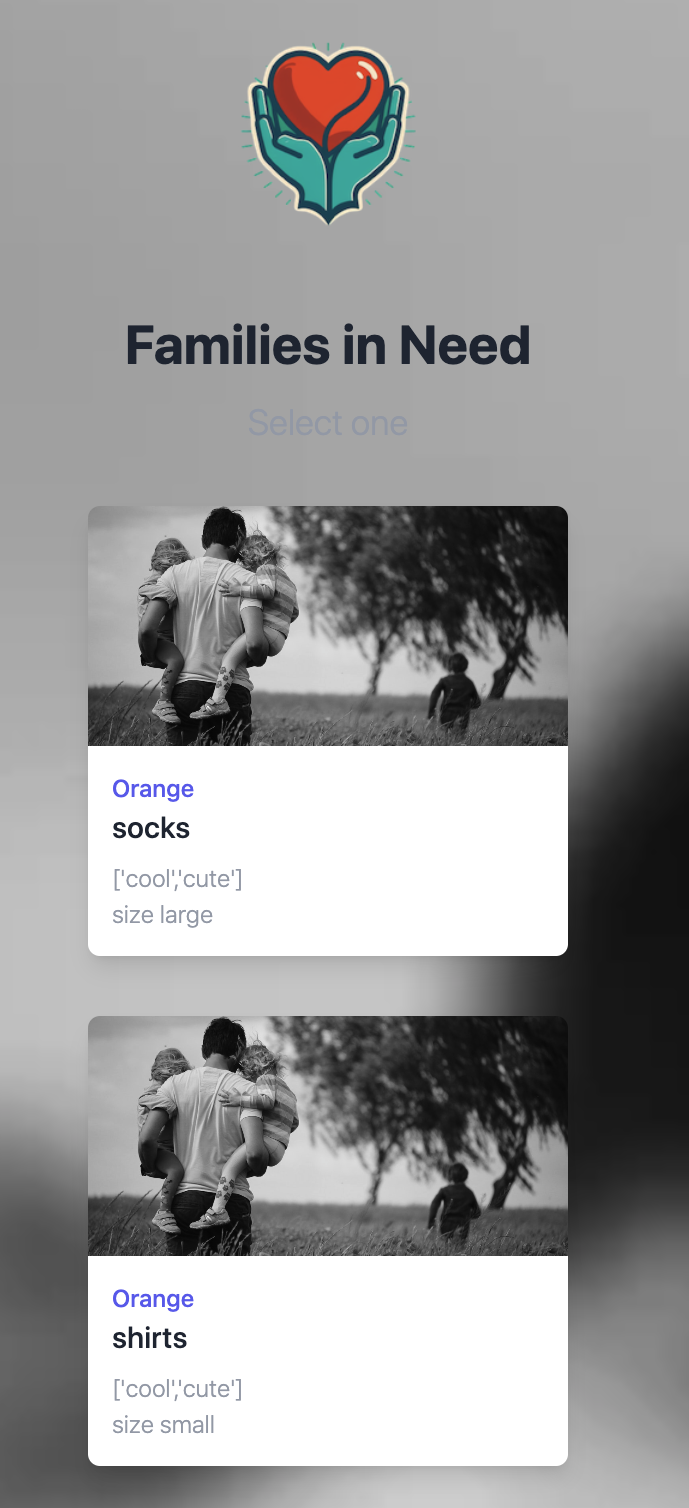 Families in Need
Select one
Orange
socks
['cool','cute']
size large
Orange
shirts
['cool','cute']
size small